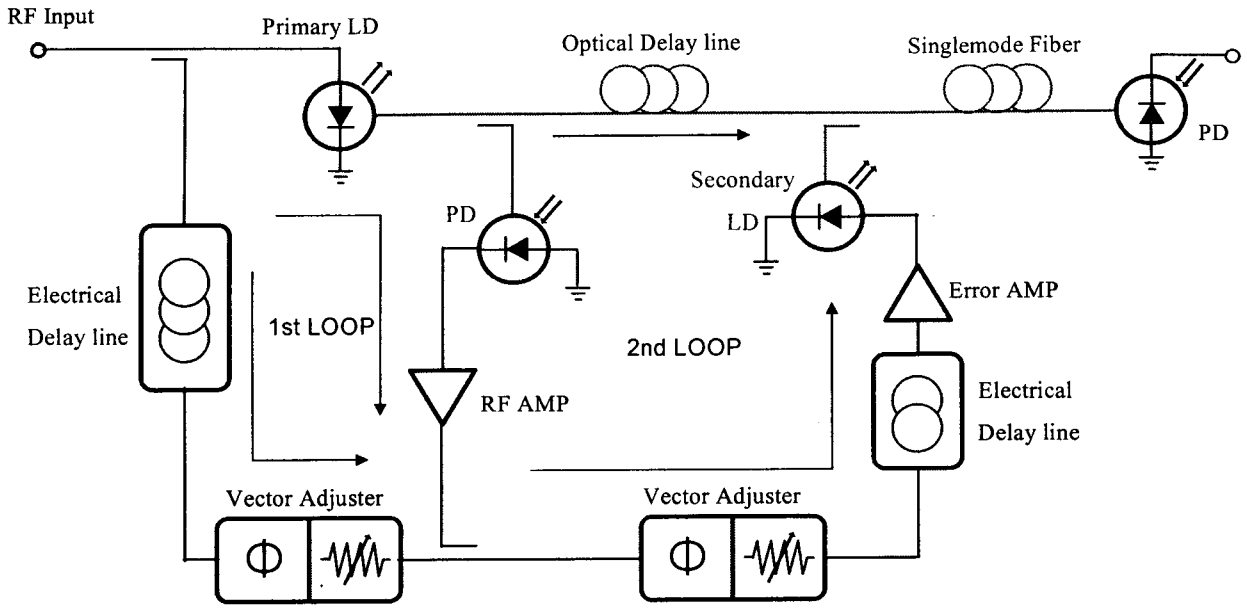 RF Input
Primary LD
Optical Delay line
Singlemode Fiber
PD
Secondary
LD
PD
Electrical
Delay line
1st LOOP
2nd LOOP
Error AMP
RF AMP
Electrical
Delay line
Vector Adjuster
Vector Adjuster
Φ
Φ